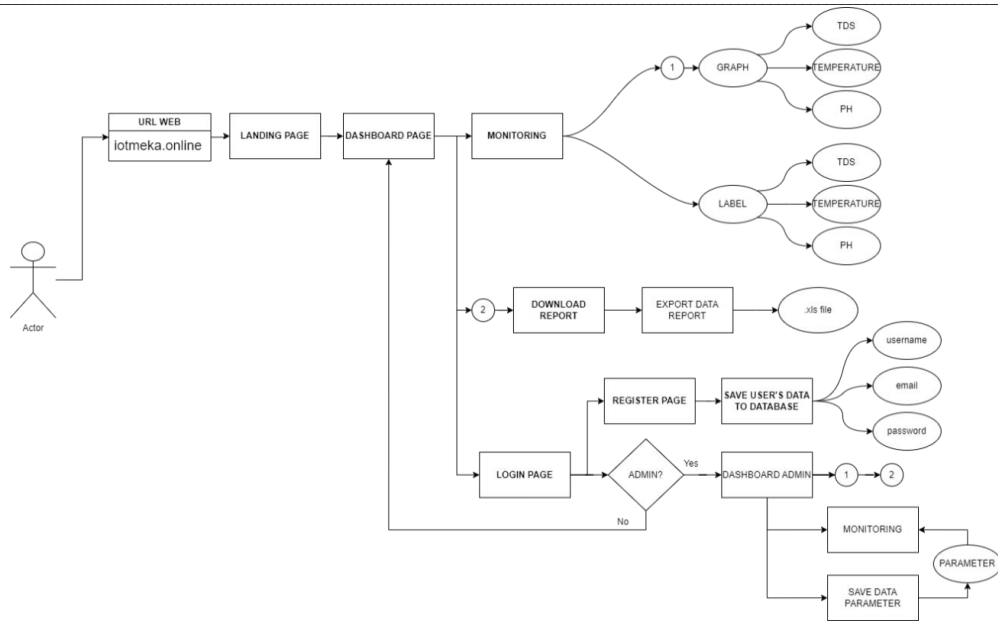 TDS
1
GRAPH
TEMPERATURE
PH
URL WEB
iotmeka.online
LANDING PAGE
DASHBOARD PAGE
MONITORING
TDS
LABEL
TEMPERATURE
PH
Actor
2
DOWNLOAD
REPORT
EXPORT DATA
REPORT
.xls file
username
REGISTER PAGE
SAVE USER'S DATA
TO DATABASE
email
password
LOGIN PAGE
ADMIN?
Yes
DASHBOARD ADMIN
1
2
No
MONITORING
PARAMETER
SAVE DATA
PARAMETER